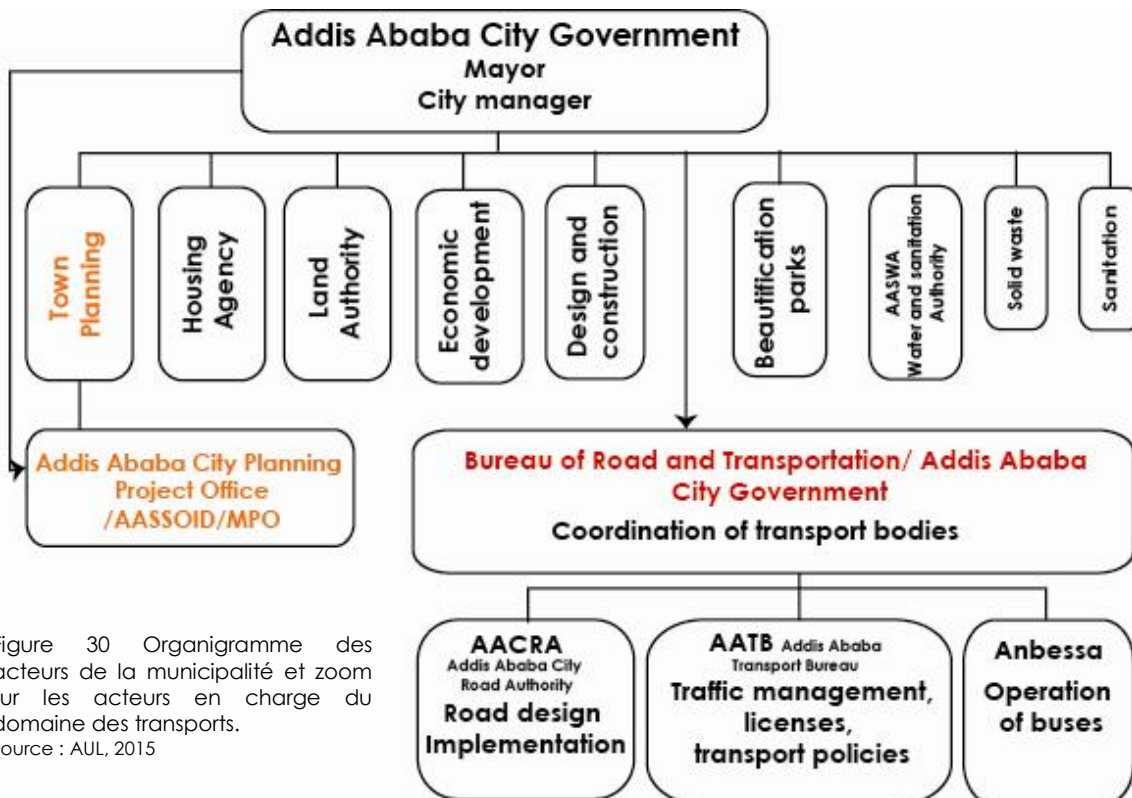 Addis Ababa City Government
Mayor
City manager
Town
Planning
Housing
Agency
Land
Authority
Economic
development
Design and
construction
Beautification
parks
AASWA
Water and sanitation
Authority
Solid waste
Sanitation
Addis Ababa City Planning
Project Office
/AASSOID/MPO
Bureau of Road and Transportation/ Addis Ababa
City Government
Coordination of transport bodies
AACRA
Addis Ababa City
Road Authority
Road design
Implementation
AATB Addis Ababa
Transport Bureau
Traffic management,
licenses,
transport policies
Anbessa
Operation
of buses
Figure 30 Organigramme des
acteurs de la municipalité et zoom
sur les acteurs en charge du
domaine des transports.
Source : AUL, 2015